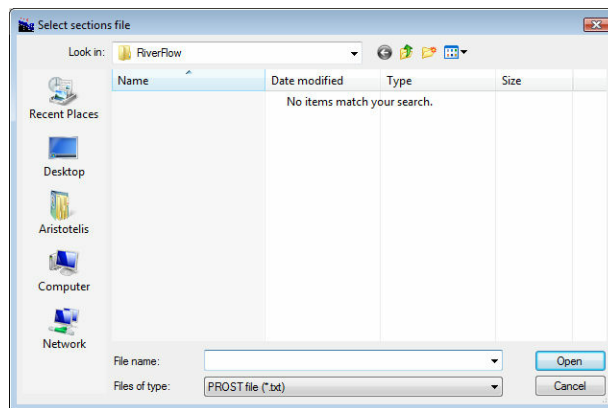 Select sections file
Look in: RiverFlow
Name Date modified Type Size
No items match your search.
Recent Places
Desktop
Aristotelis
Computer
Network
File name: Open
Files of type: PROST file (*.txt) Cancel